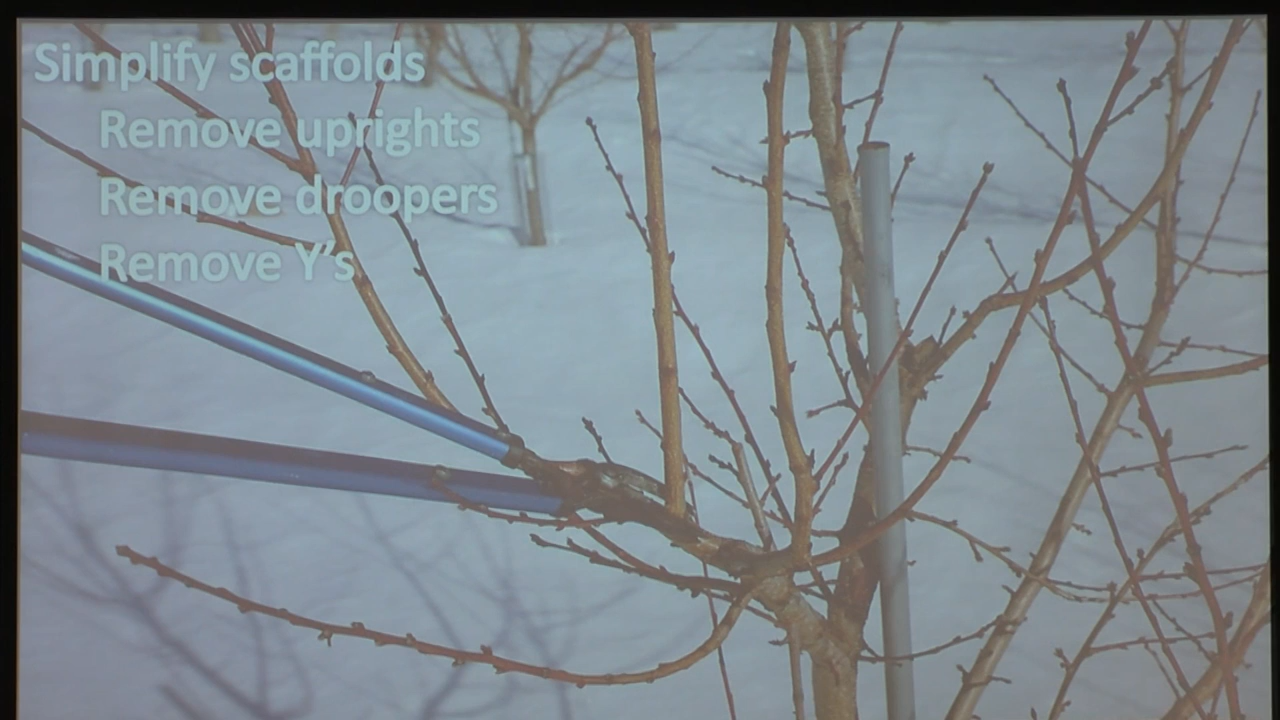 Simplify scaffolds
Remove uprights
Remove droopers
Remove Y's